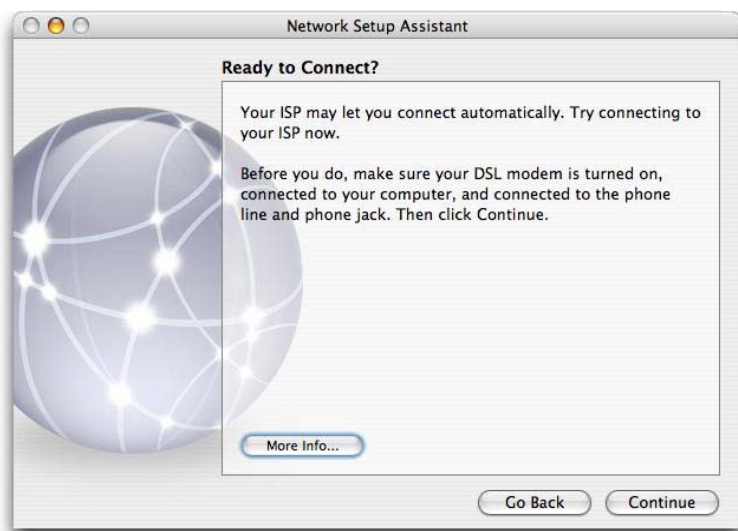 Network Setup Assistant
Ready to Connect?
Your ISP may let you connect automatically. Try connecting to
your ISP now.
Before you do, make sure your DSL modem is turned on,
connected to your computer, and connected to the phone
line and phone jack. Then click Continue.
More Info...
Go Back
Continue